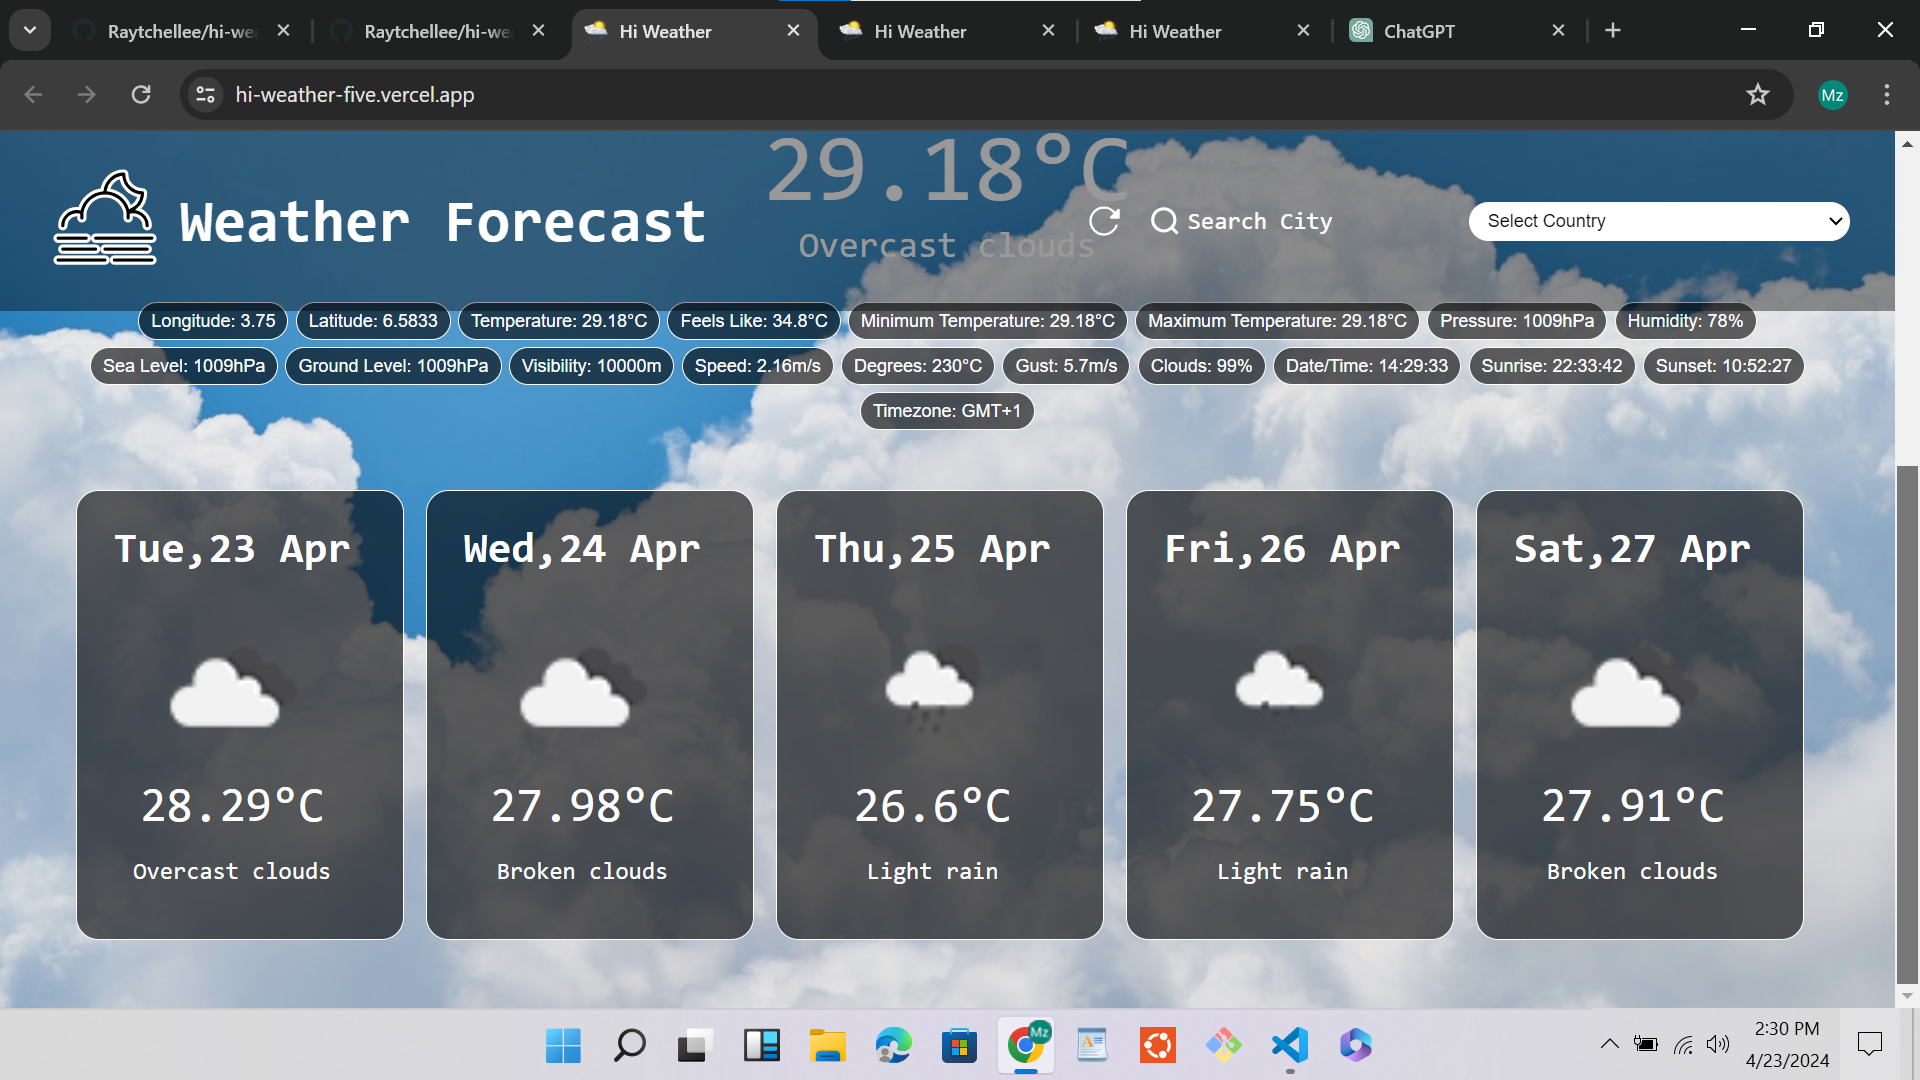 Raytchellee/hi-we
Raytchellee/hi-we
Hi Weather
Hi Weather
Hi Weather
ChatGPT
hi-weather-five.vercel.app
Mz
29.18°C
Weather Forecast
Search City
Select Country
Overcast clouds
Longitude: 3.75
Latitude: 6.5833
Temperature: 29.18°C
Feels Like: 34.8°C
Minimum Temperature: 29.18°C
Maximum Temperature: 29.18°C
Pressure: 1009hPa
Humidity: 78%
Sea Level: 1009hPa
Ground Level: 1009hPa
Visibility: 10000m
Speed: 2.16m/s
Degrees: 230°C
Gust: 5.7m/s
Clouds: 99%
Date/Time: 14:29:33
Sunrise: 22:33:42
Sunset: 10:52:27
Timezone: GMT+1
Tue,23 Apr
28.29°C
Overcast clouds
Wed,24 Apr
27.98°C
Broken clouds
Thu,25 Apr
26.6°C
Light rain
Fri,26 Apr
27.75°C
Light rain
Sat,27 Apr
27.91°C
Broken clouds
Mz
2:30 PM
4/23/2024